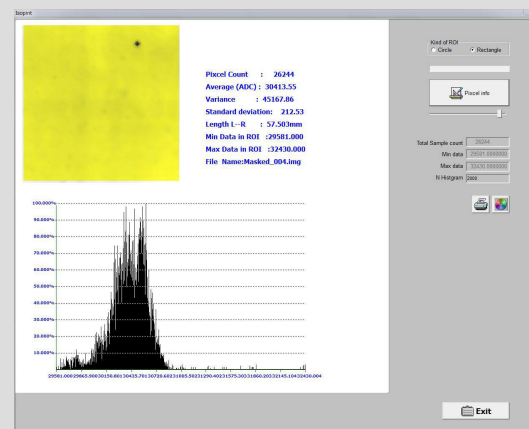 Isopint
Pixcel Count : 26244
Average (ADC) : 30413.55
Variance : 45167.86
Standard deviation: 212.53
Length L--R : 57.503mm
Min Data in ROI :29581.000
Max Data in ROI :32430.000
File Name:Masked_004.img
100.000%
90.000%
80.000%
70.000%
60.000%
50.000%
40.000%
30.000%
20.000%
10.000%
Kind of ROI
Circle
Rectangle
Pixcel info
Total Sample count 26244
Min data 29581.0000000
Max data 32430.0000000
N Histgram 2000
Exit